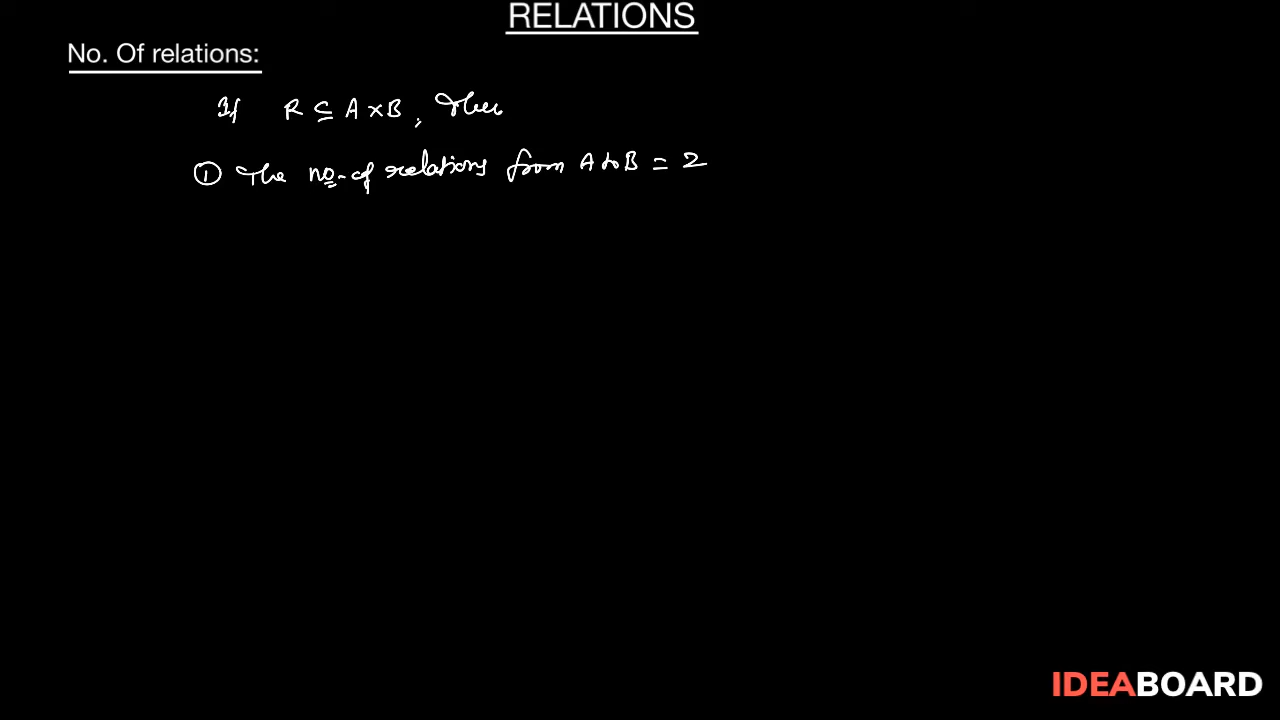 RELATIONS
No. Of relations:
If R ⊆ A × B, then
① The no. of relations from A to B = 2
IDEABOARD